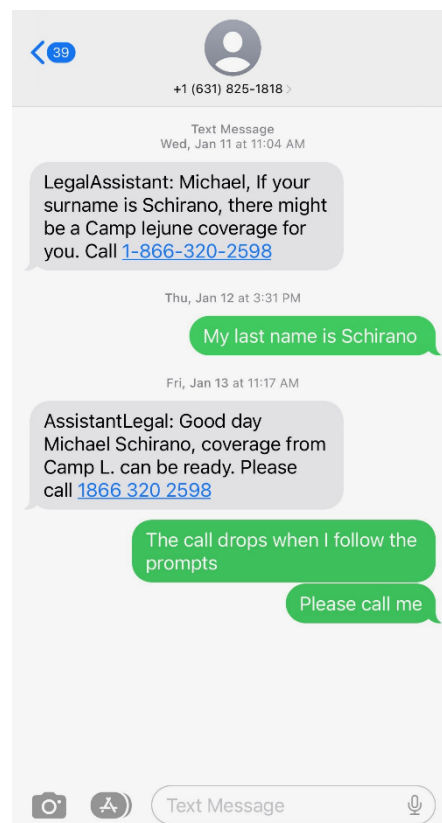 39
+1 (631) 825-1818
Text Message
Wed, Jan 11 at 11:04 AM
LegalAssistant: Michael, If your
surname is Schirano, there might
be a Camp lejune coverage for
you. Call 1-866-320-2598
Thu, Jan 12 at 3:31 PM
My last name is Schirano
Fri, Jan 13 at 11:17 AM
AssistantLegal: Good day
Michael Schirano, coverage from
Camp L. can be ready. Please
call 1866 320 2598
The call drops when I follow the
prompts
Please call me
Text Message